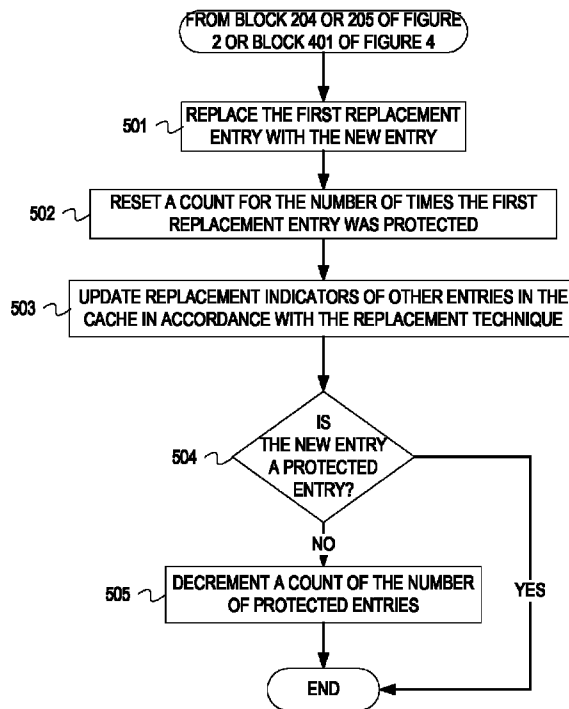 FROM BLOCK 204 OR 205 OF FIGURE
2 OR BLOCK 401 OF FIGURE 4
501
REPLACE THE FIRST REPLACEMENT
ENTRY WITH THE NEW ENTRY
502
RESET A COUNT FOR THE NUMBER OF TIMES THE FIRST
REPLACEMENT ENTRY WAS PROTECTED
503
UPDATE REPLACEMENT INDICATORS OF OTHER ENTRIES IN THE
CACHE IN ACCORDANCE WITH THE REPLACEMENT TECHNIQUE
504
IS
THE NEW ENTRY
A PROTECTED
ENTRY?
NO
YES
505
DECREMENT A COUNT OF THE NUMBER
OF PROTECTED ENTRIES
END